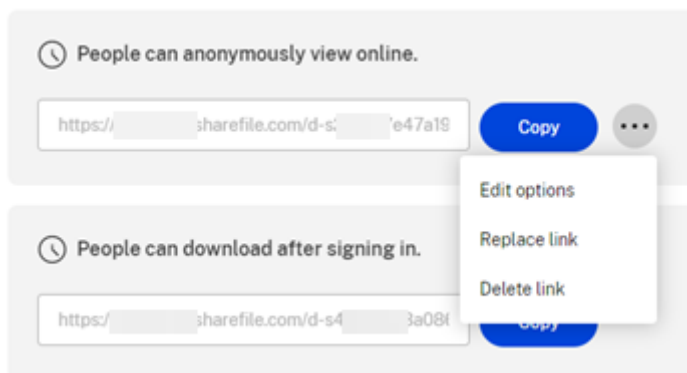 People can anonymously view online.
https:/ sharefile.com/d-s 'e47a19
Copy
Edit options
Replace link
Delete link
People can download after signing in.
https:/ sharefile.com/d-s4 3a08
Copy